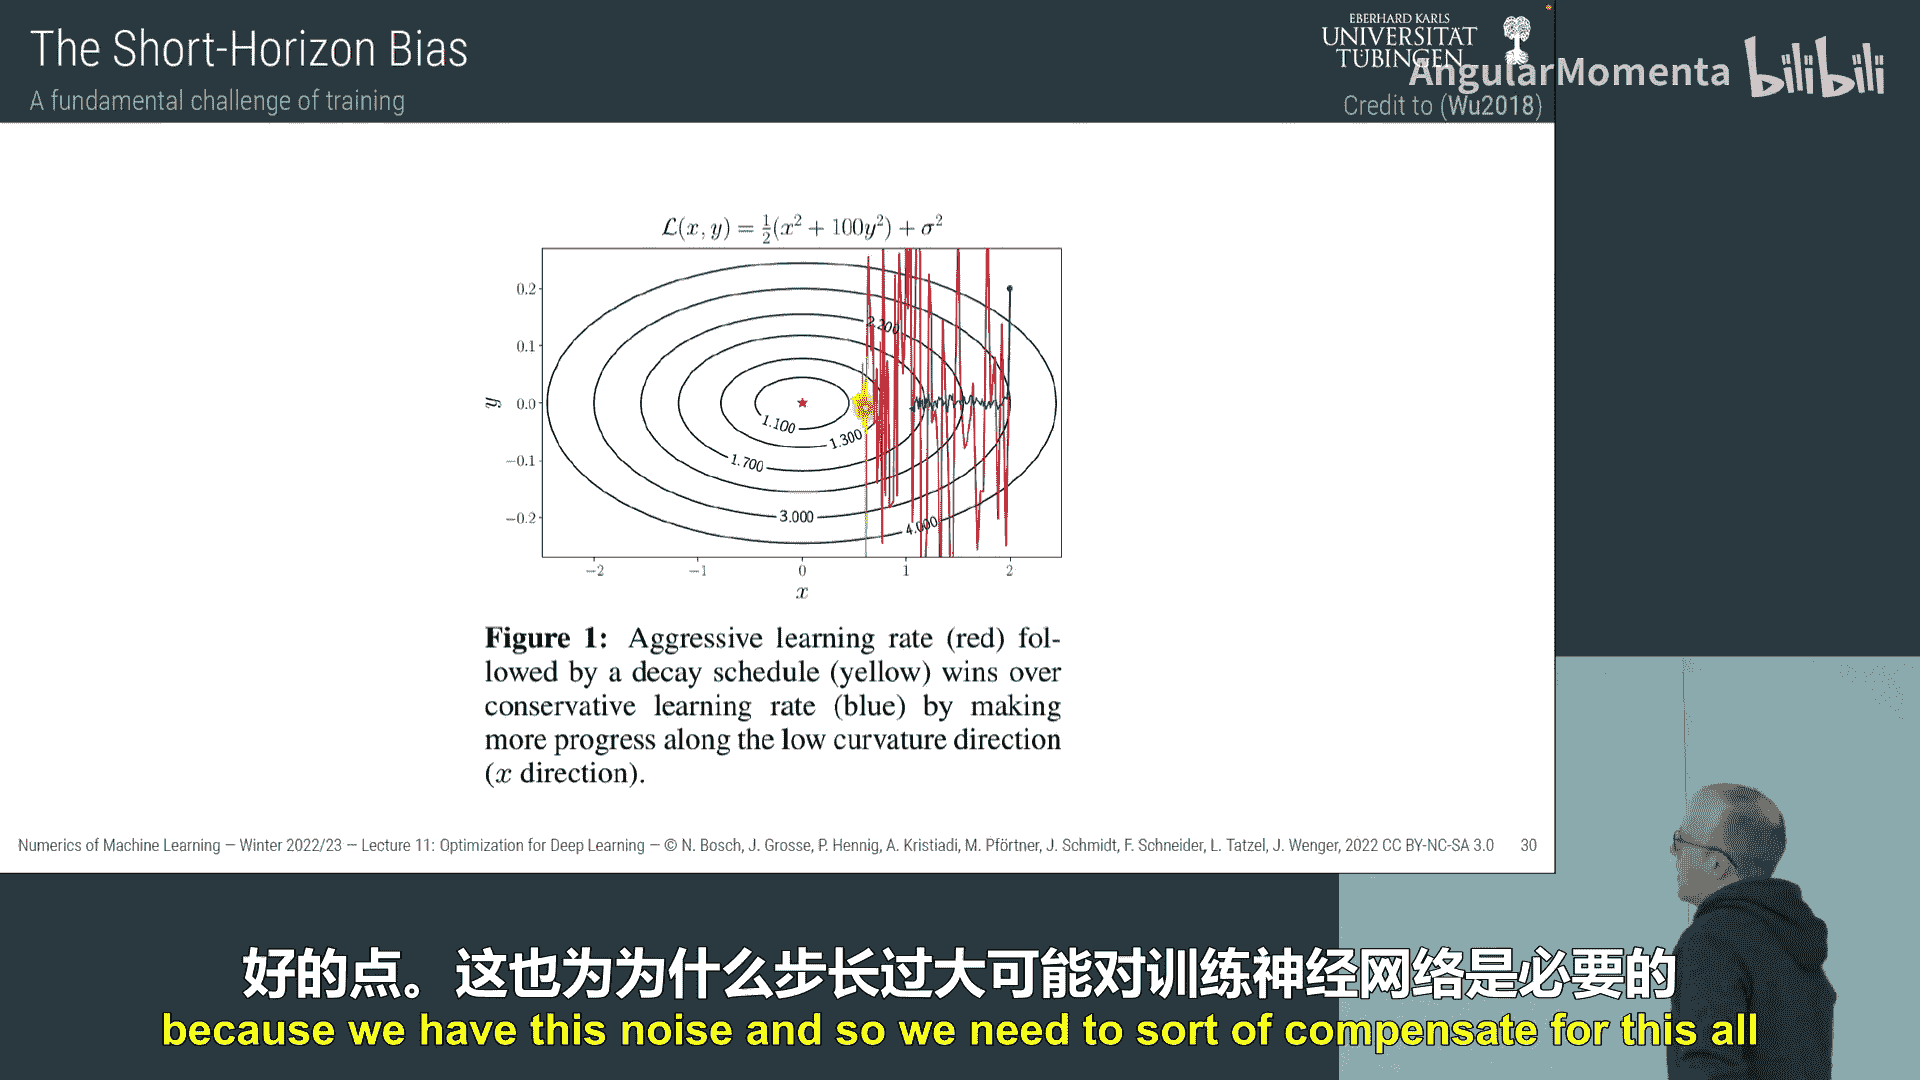 The Short-Horizon Bias
A fundamental challenge of training
EBERHARD KARLS
UNIVERSITÄT
TÜBINGEN
AngularMomenta bilibili
Credit to (Wu2018)
L(x, y) = ½(x² + 100y²) + σ²
0.2
0.1
0.0
−0.1
−0.2
y
2.200
1.100
1.300
1.700
3.000
4.000
−2 −1 0 1 2
x
Figure 1: Aggressive learning rate (red) fol-
lowed by a decay schedule (yellow) wins over
conservative learning rate (blue) by making
more progress along the low curvature direction
(x direction).
Numerics of Machine Learning — Winter 2022/23 — Lecture 11: Optimization for Deep Learning — © N. Bosch, J. Grosse, P. Hennig, A. Kristiadi, M. Pförtner, J. Schmidt, F. Schneider, L. Tatzel, J. Wenger, 2022 CC BY-NC-SA 3.0 30
好的点。这也为为什么步长过大可能对训练神经网络是必要的
because we have this noise and so we need to sort of compensate for this all